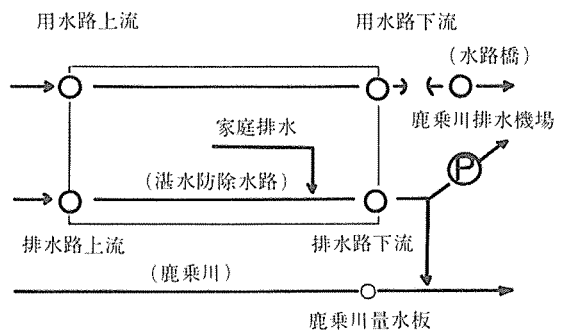 用水路上流
用水路下流
(水路橋)
鹿乗川排水機場
家庭排水
P
(湛水防除水路)
排水路上流
排水路下流
(鹿乗川)
鹿乗川量水板